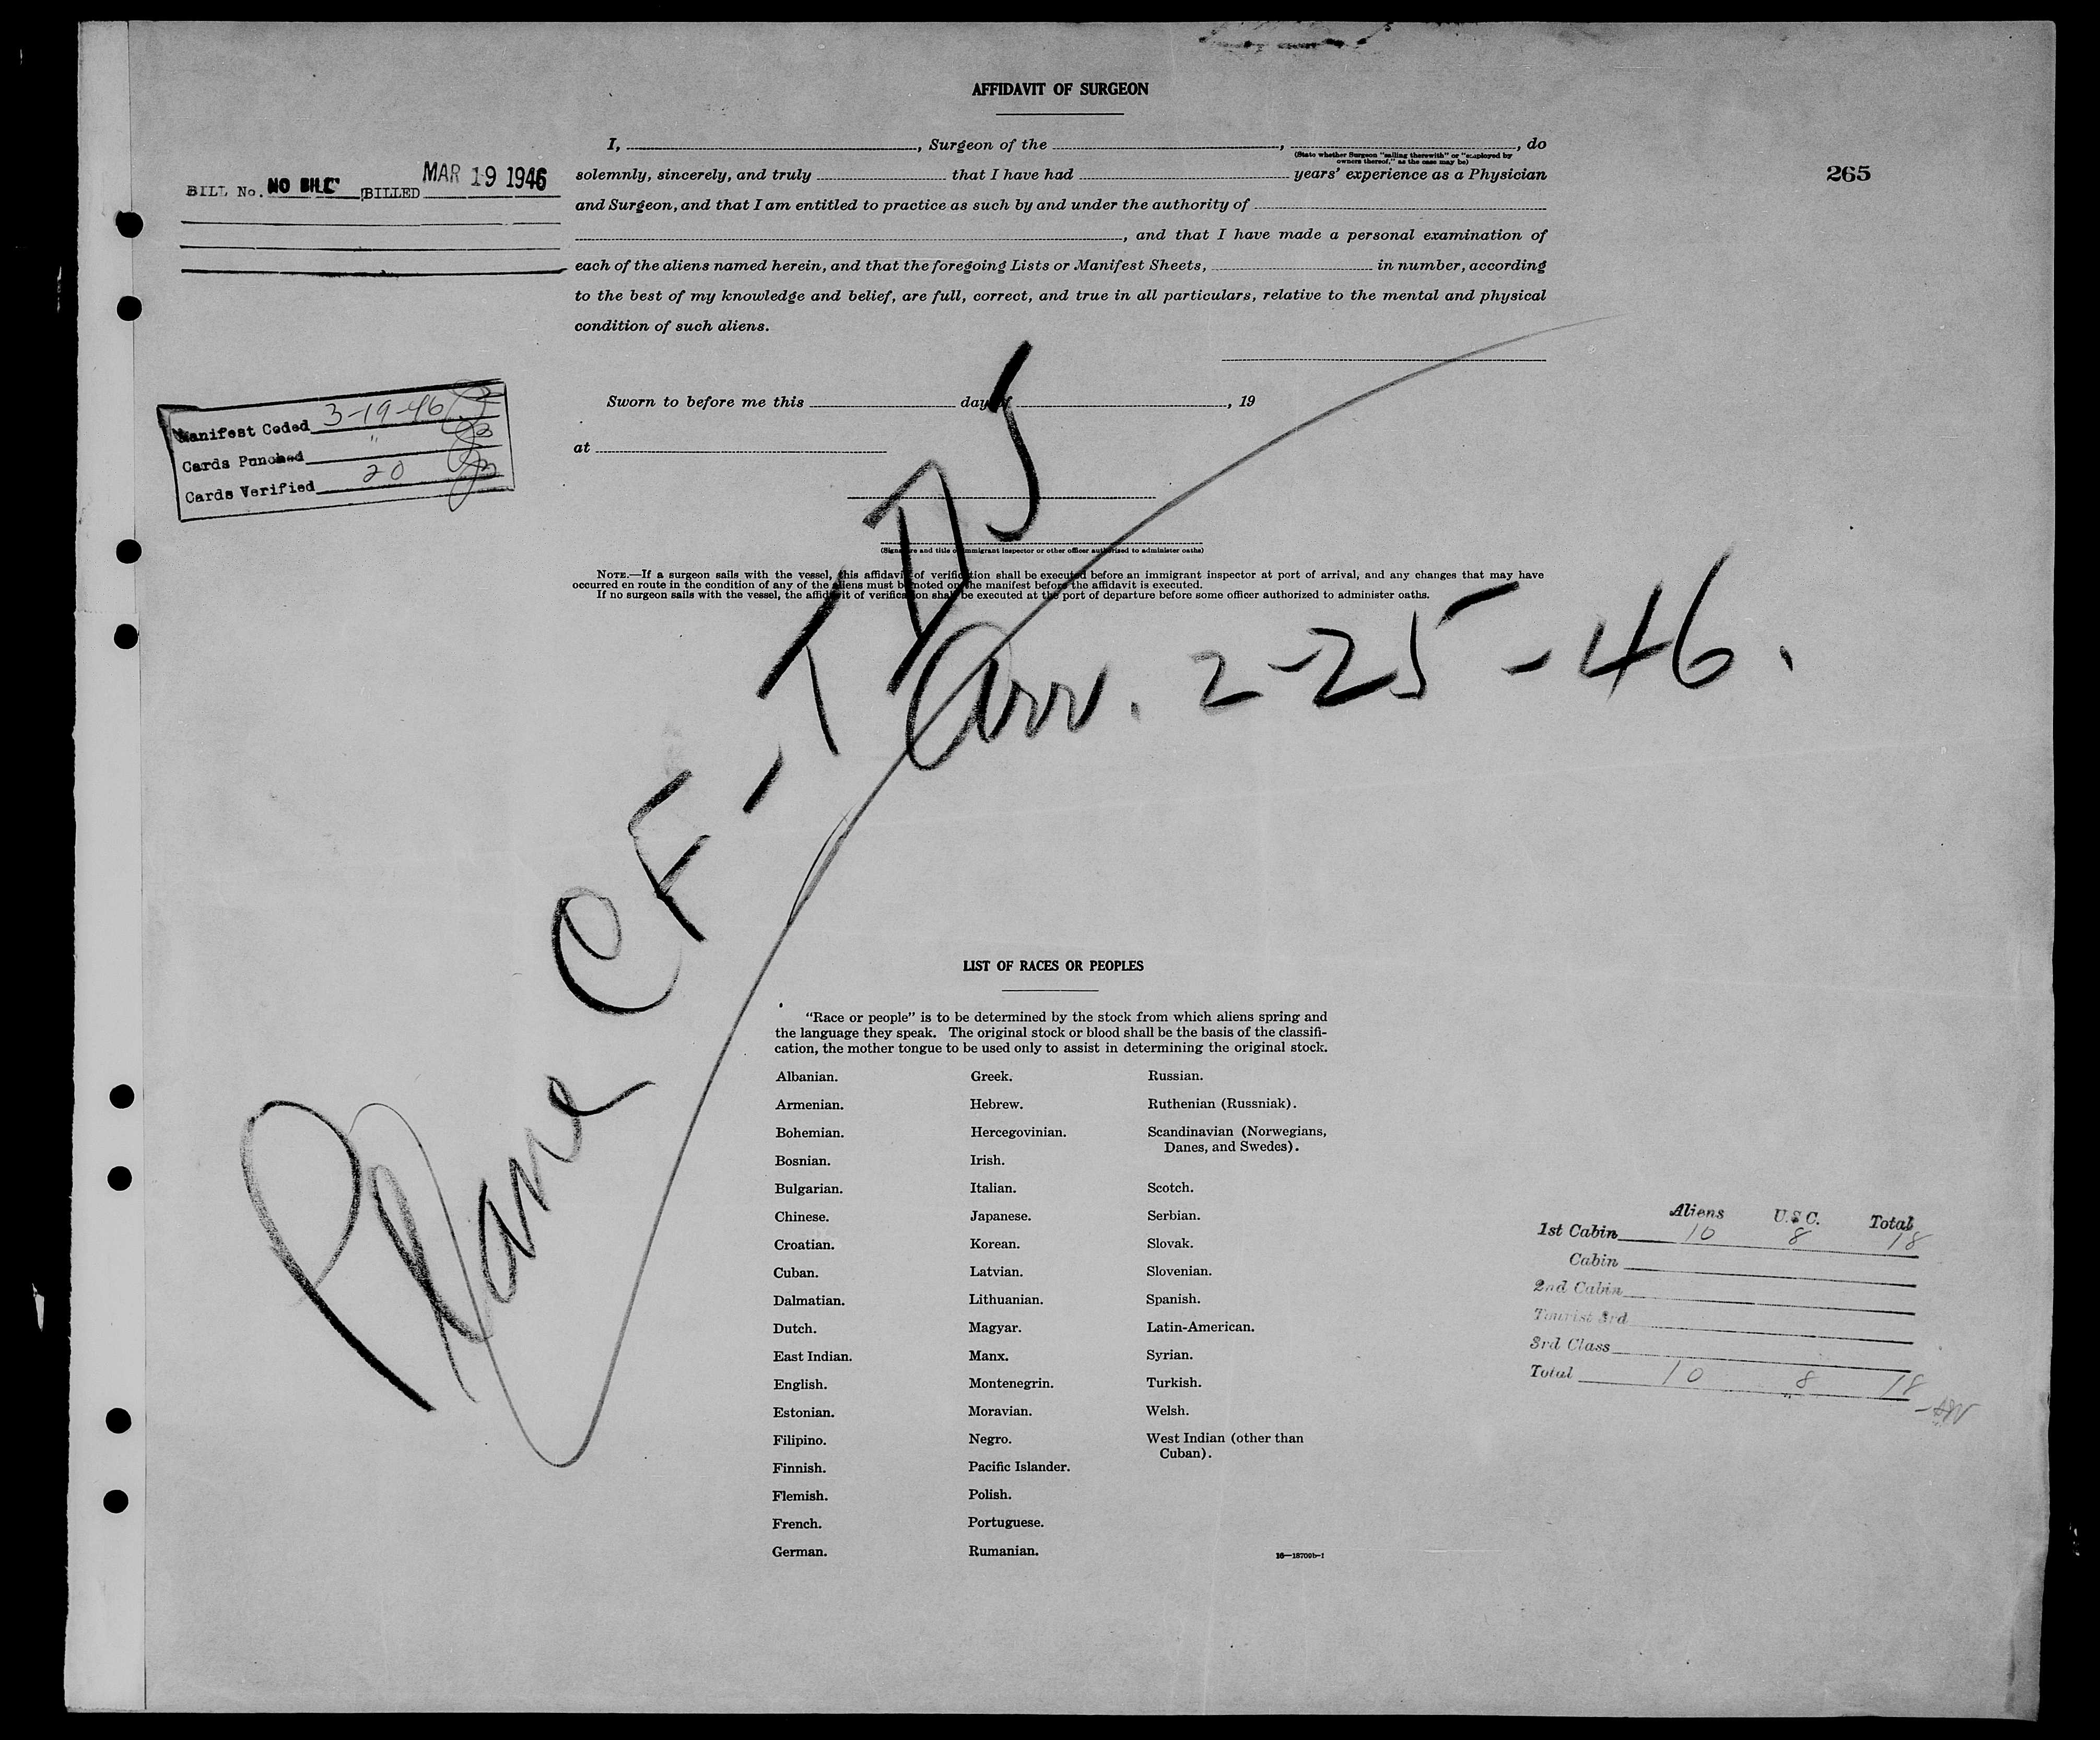 AFFIDAVIT OF SURGEON
I, , Surgeon of the , , do
(State whether Surgeon "sailing therewith" or "employed by
owners thereof," as the case may be)
BILL No. NO BILL BILLED MAR 19 1946
solemnly, sincerely, and truly that I have had years' experience as a Physician
265
and Surgeon, and that I am entitled to practice as such by and under the authority of
, and that I have made a personal examination of
each of the aliens named herein, and that the foregoing Lists or Manifest Sheets, in number, according
to the best of my knowledge and belief, are full, correct, and true in all particulars, relative to the mental and physical
condition of such aliens.
Manifest Coded 3-19-46
Cards Punched "
Cards Verified 20
Sworn to before me this day of , 19
at
(Signature and title of immigrant inspector or other officer authorized to administer oaths)
NOTE.—If a surgeon sails with the vessel, this affidavit of verification shall be executed before an immigrant inspector at port of arrival, and any changes that may have
occurred en route in the condition of any of the aliens must be noted on the manifest before the affidavit is executed.
If no surgeon sails with the vessel, the affidavit of verification shall be executed at the port of departure before some officer authorized to administer oaths.
Plane CF-TDS
Arr. 2-25-46.
LIST OF RACES OR PEOPLES
"Race or people" is to be determined by the stock from which aliens spring and
the language they speak. The original stock or blood shall be the basis of the classifi-
cation, the mother tongue to be used only to assist in determining the original stock.
Albanian. Greek. Russian.
Armenian. Hebrew. Ruthenian (Russniak).
Bohemian. Hercegovinian. Scandinavian (Norwegians,
Danes, and Swedes).
Bosnian. Irish.
Bulgarian. Italian. Scotch.
Chinese. Japanese. Serbian.
Croatian. Korean. Slovak.
Cuban. Latvian. Slovenian.
Dalmatian. Lithuanian. Spanish.
Dutch. Magyar. Latin-American.
East Indian. Manx. Syrian.
English. Montenegrin. Turkish.
Estonian. Moravian. Welsh.
Filipino. Negro. West Indian (other than
Cuban).
Finnish. Pacific Islander.
Flemish. Polish.
French. Portuguese.
German. Rumanian.
16—18709b-1
Aliens U.S.C. Total
1st Cabin 10 8 18
Cabin
2nd Cabin
Tourist 3rd
3rd Class
Total 10 8 18